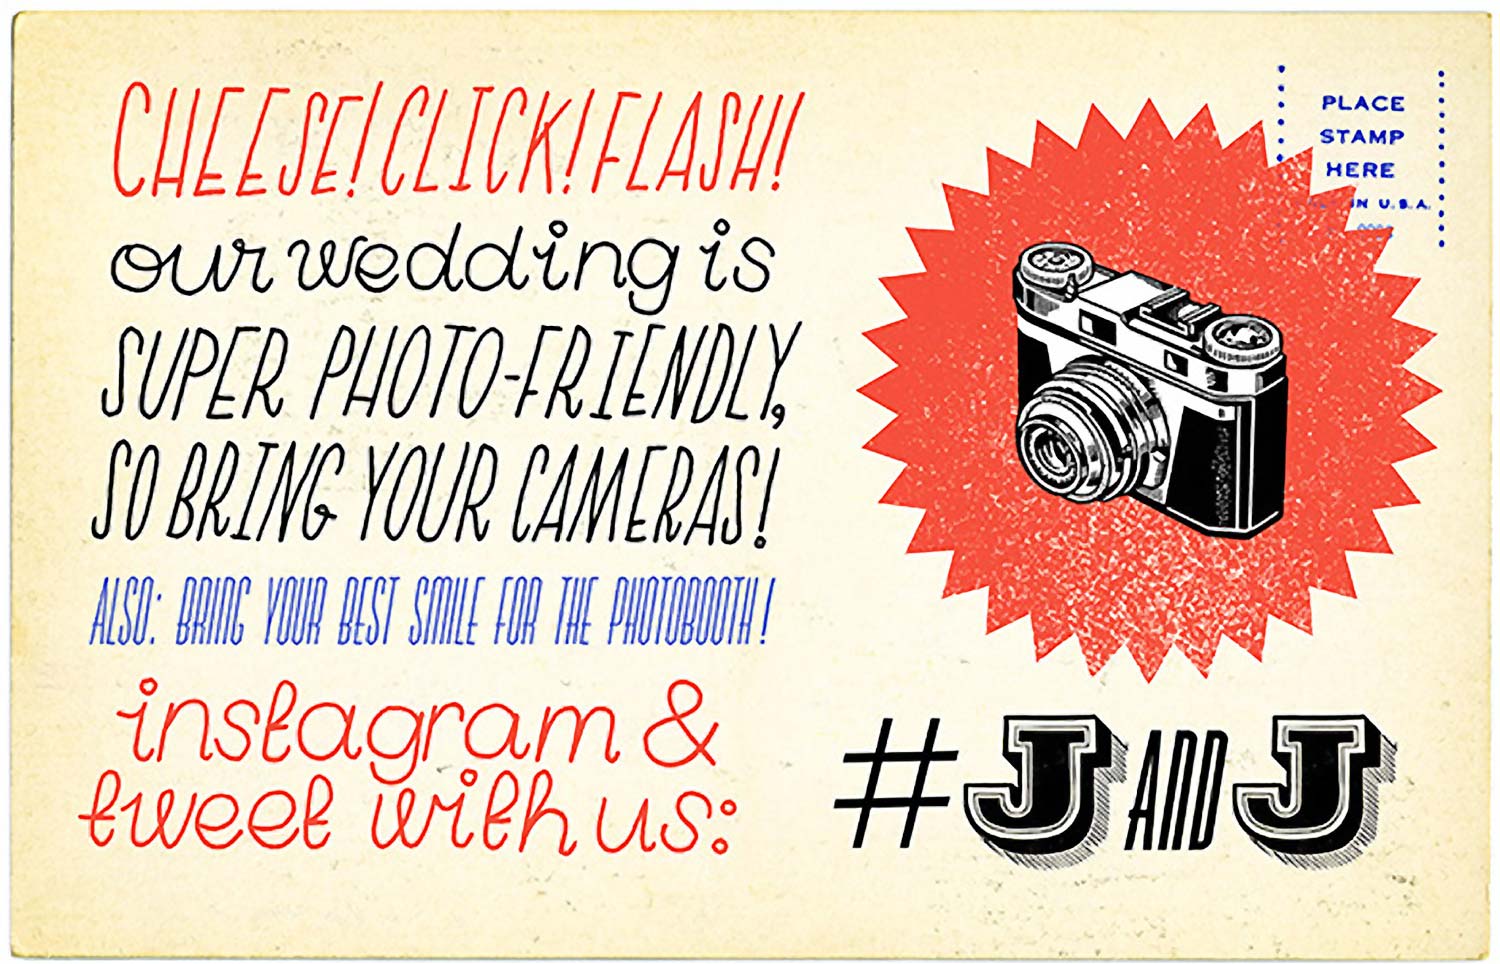 CHEESE! CLICK! FLASH!
our wedding is
SUPER PHOTO-FRIENDLY,
SO BRING YOUR CAMERAS!
ALSO: BRING YOUR BEST SMILE FOR THE PHOTOBOOTH!
instagram &
tweet with us:
PLACE
STAMP
HERE
IN U.S.A.
#J AND J